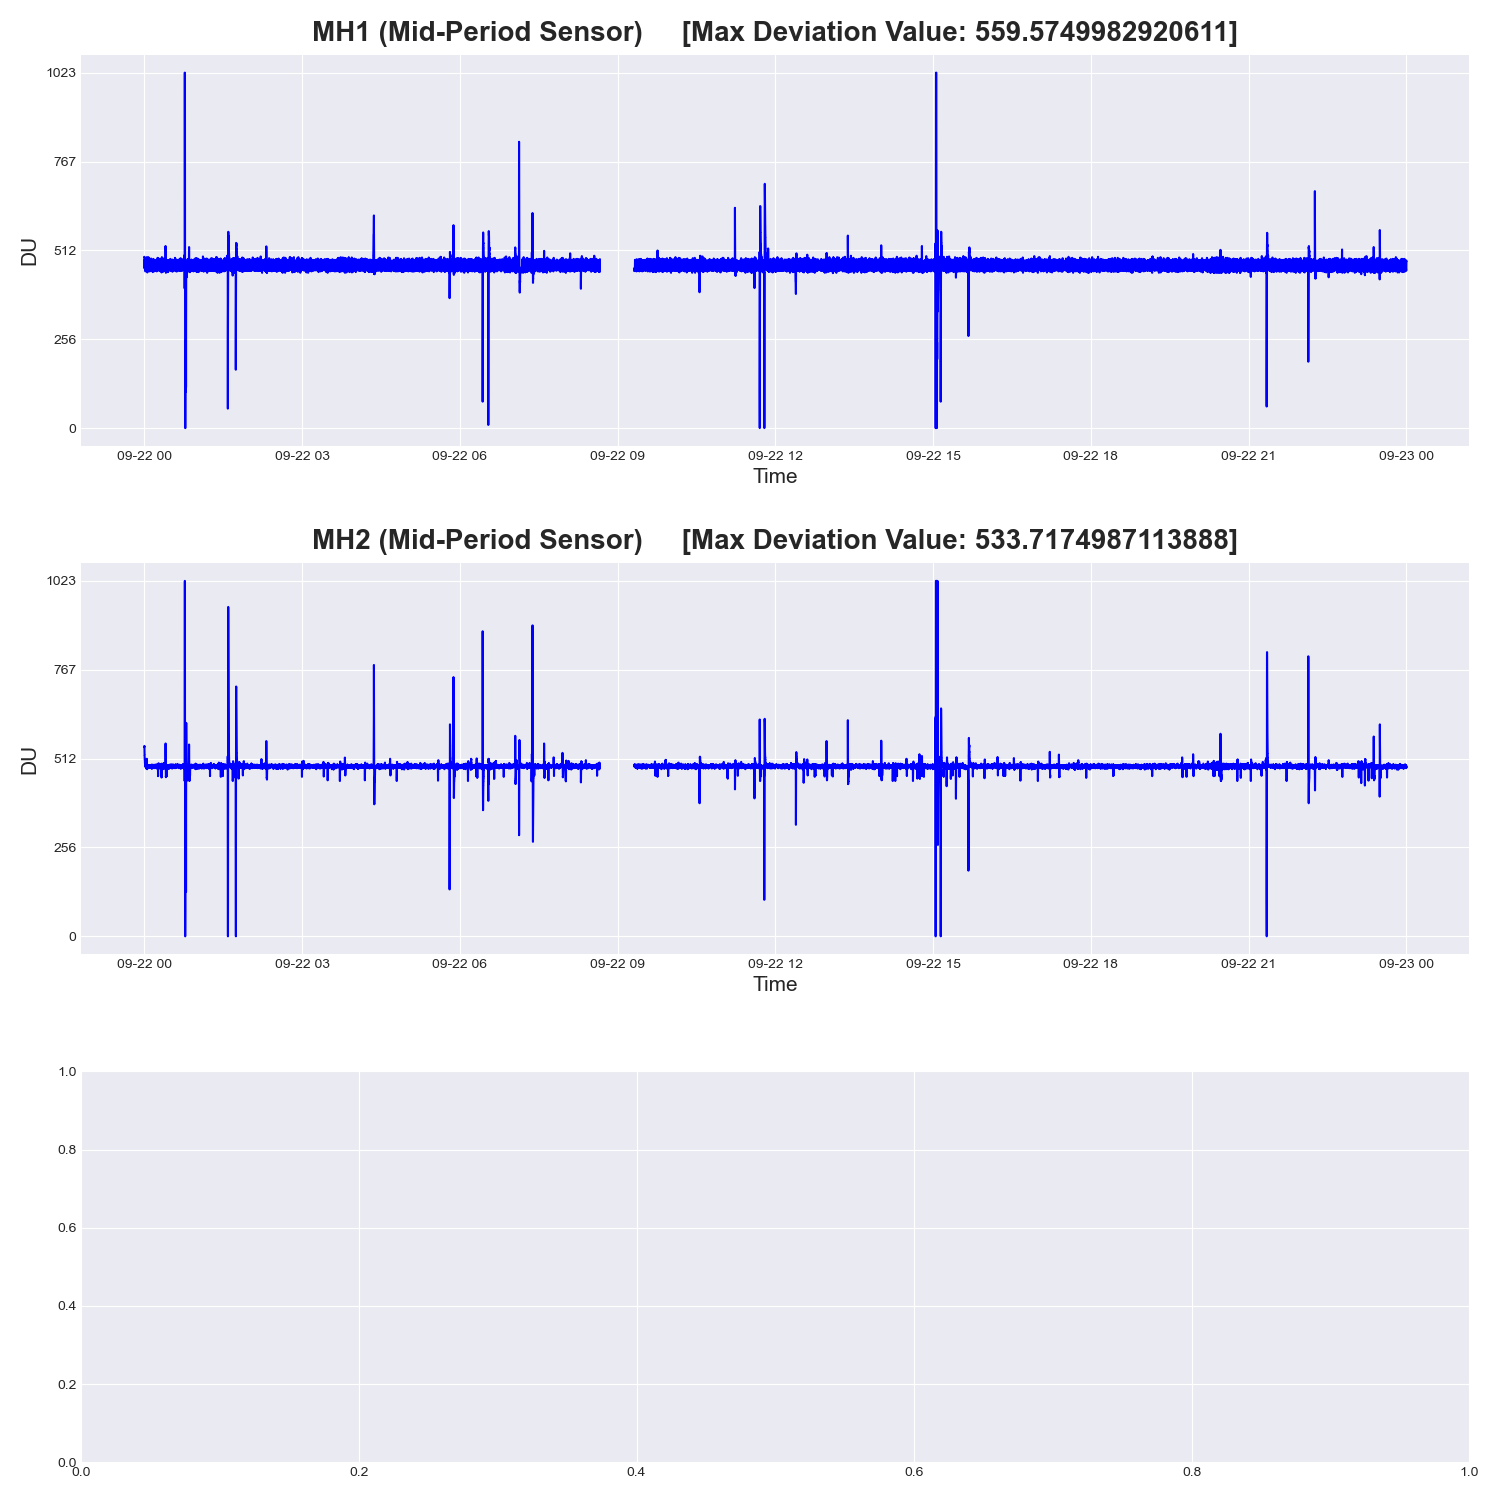 MH1 (Mid-Period Sensor) [Max Deviation Value: 559.5749982920611]
1023
767
512
256
0
DU
09-22 00 09-22 03 09-22 06 09-22 09 09-22 12 09-22 15 09-22 18 09-22 21 09-23 00
Time
MH2 (Mid-Period Sensor) [Max Deviation Value: 533.7174987113888]
1023
767
512
256
0
DU
09-22 00 09-22 03 09-22 06 09-22 09 09-22 12 09-22 15 09-22 18 09-22 21 09-23 00
Time
1.0
0.8
0.6
0.4
0.2
0.0
0.0 0.2 0.4 0.6 0.8 1.0